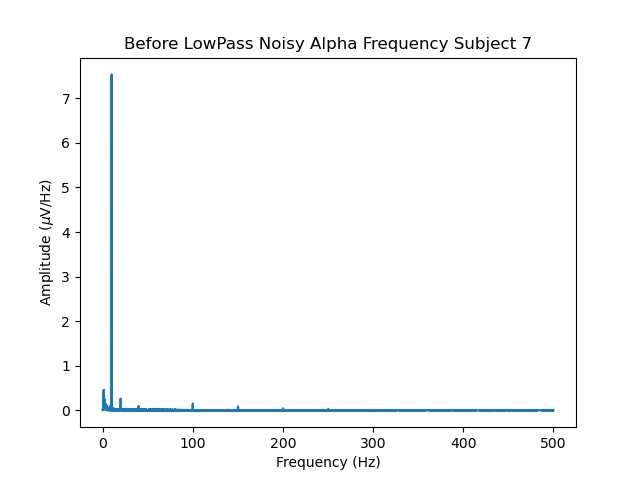 Before LowPass Noisy Alpha Frequency Subject 7
Amplitude (μV/Hz)
7
6
5
4
3
2
1
0
0 100 200 300 400 500
Frequency (Hz)